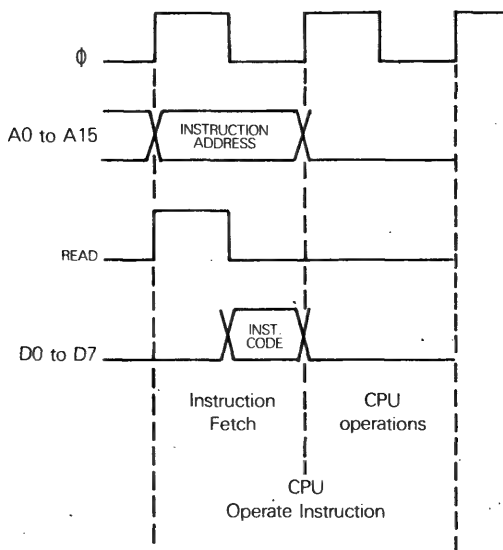 Φ
A0 to A15
INSTRUCTION
ADDRESS
READ
D0 to D7
INST.
CODE
Instruction
Fetch
CPU
operations
CPU
Operate Instruction